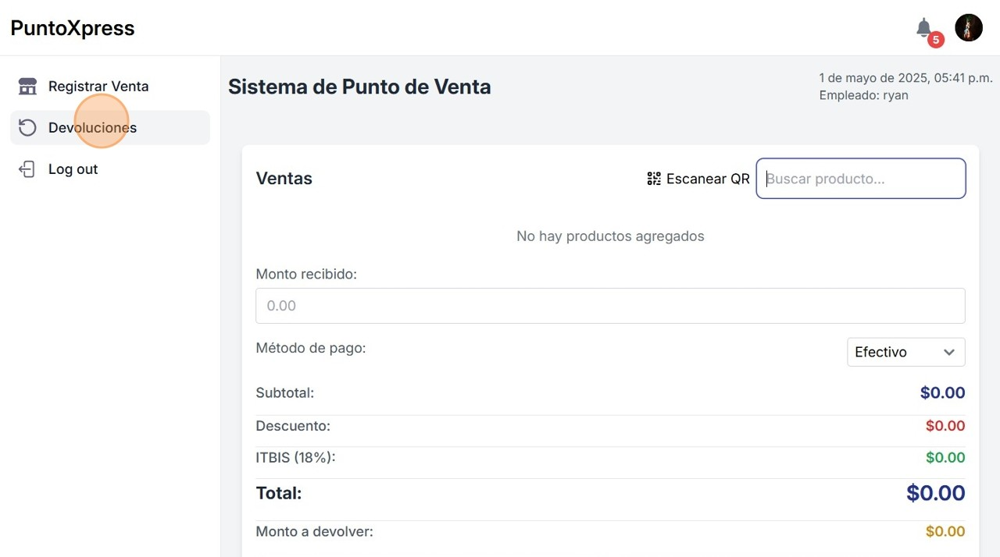 PuntoXpress
5
Registrar Venta
Devoluciones
Log out
Sistema de Punto de Venta
1 de mayo de 2025, 05:41 p.m.
Empleado: ryan
Ventas
Escanear QR
Buscar producto...
No hay productos agregados
Monto recibido:
0.00
Método de pago:
Efectivo
Subtotal: $0.00
Descuento: $0.00
ITBIS (18%): $0.00
Total: $0.00
Monto a devolver: $0.00